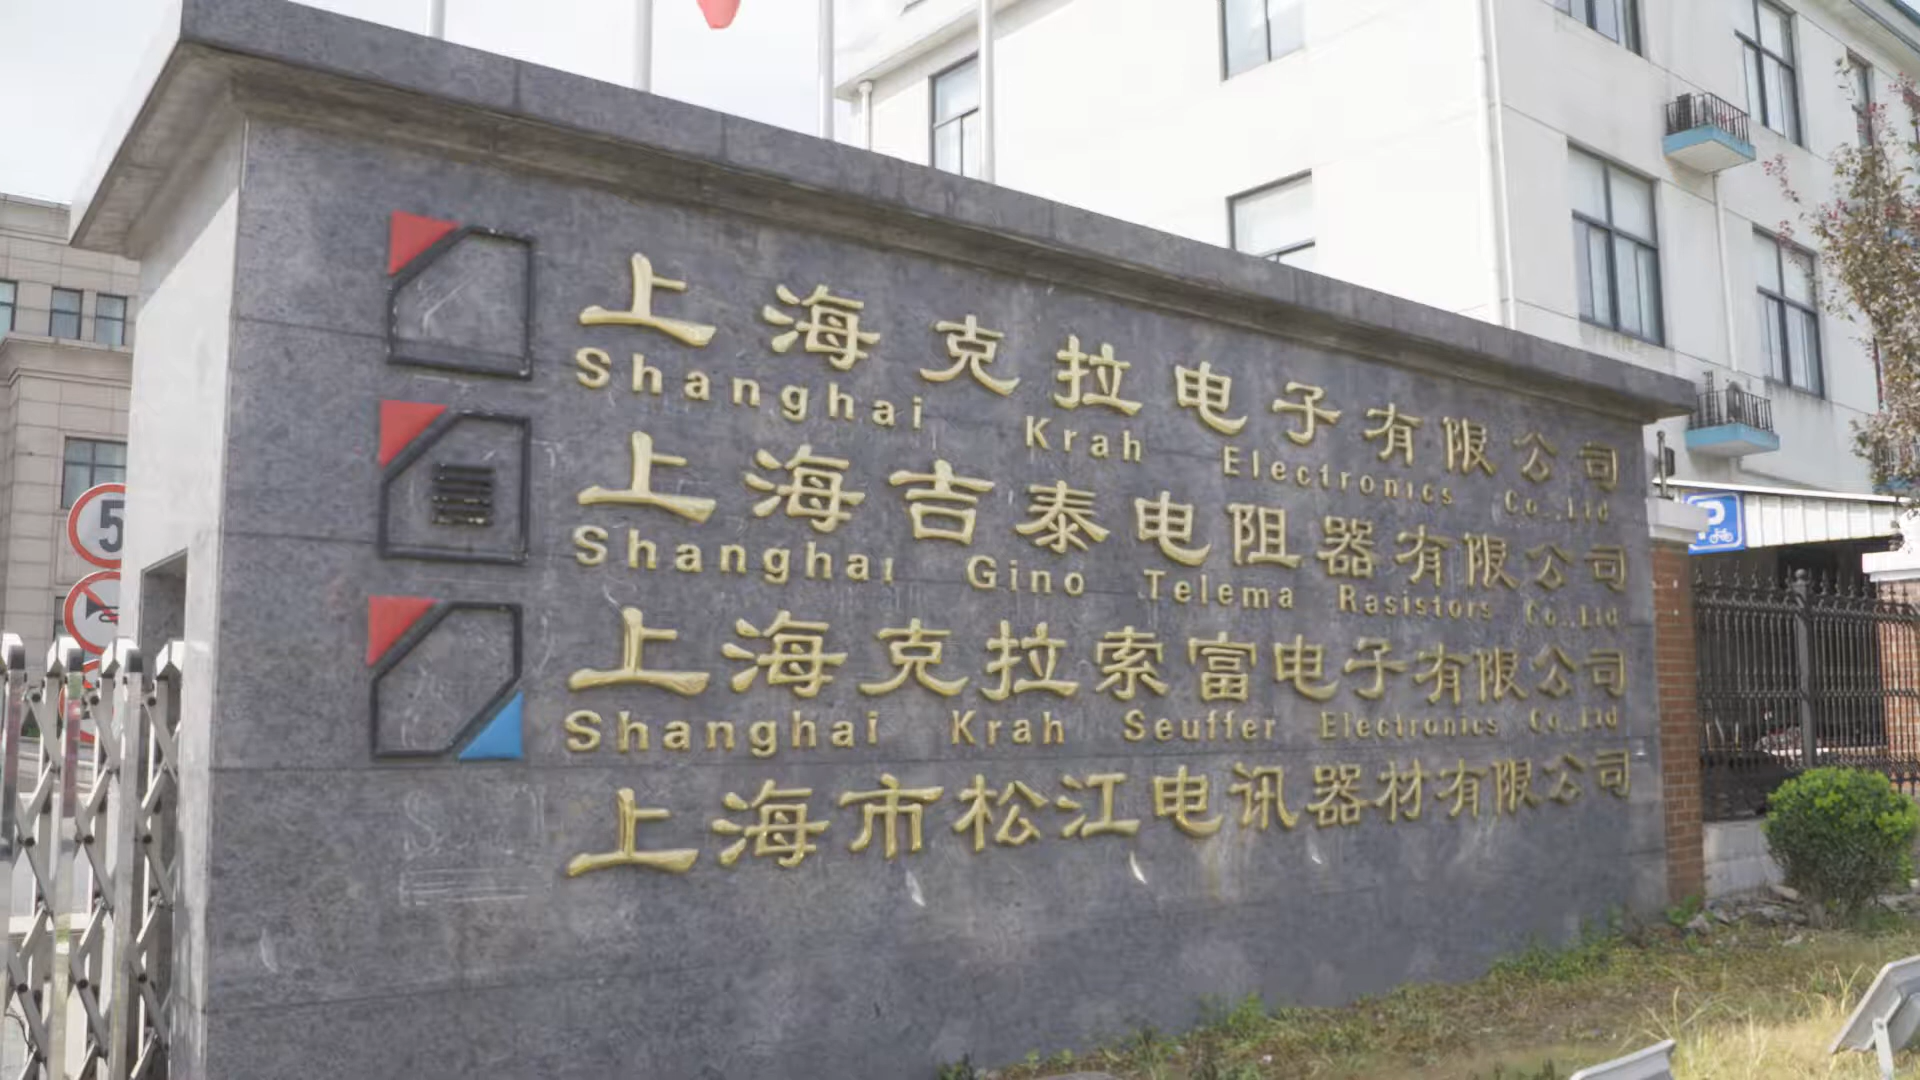 上海克拉电子有限公司
Shanghai Krah Electronics Co.,Ltd
上海吉泰电阻器有限公司
Shanghai Gino Telema Rasistors Co.,Ltd
上海克拉索富电子有限公司
Shanghai Krah Seuffer Electronics Co.,Ltd
上海市松江电讯器材有限公司
5
P